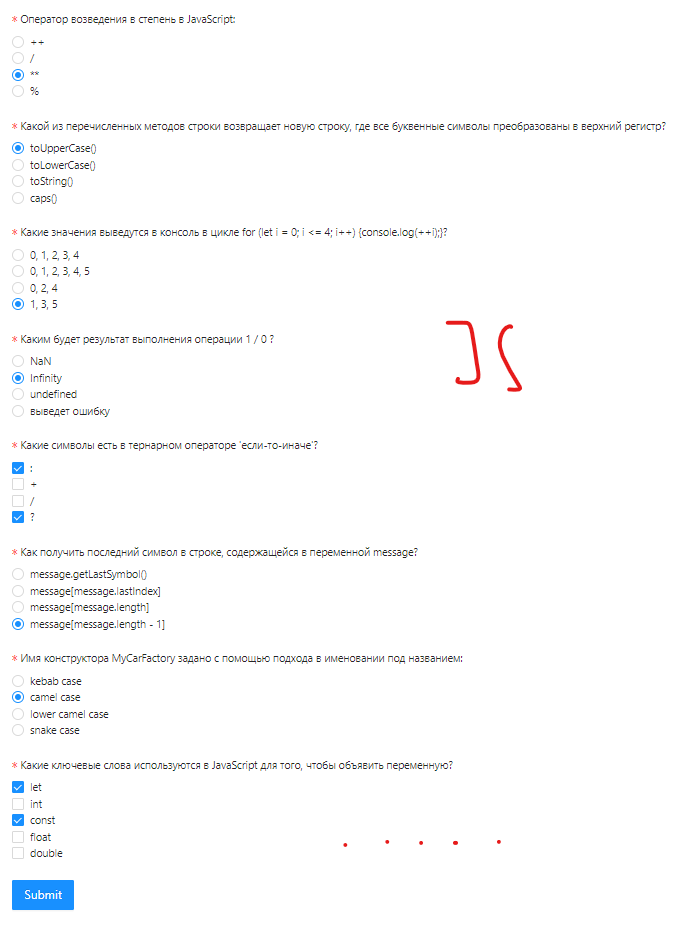 * Оператор возведения в степень в JavaScript:
++
/
**
%
* Какой из перечисленных методов строки возвращает новую строку, где все буквенные символы преобразованы в верхний регистр?
toUpperCase()
toLowerCase()
toString()
caps()
* Какие значения выведутся в консоль в цикле for (let i = 0; i <= 4; i++) {console.log(++i);}?
0, 1, 2, 3, 4
0, 1, 2, 3, 4, 5
0, 2, 4
1, 3, 5
* Каким будет результат выполнения операции 1 / 0 ?
NaN
Infinity
undefined
выведет ошибку
JS
* Какие символы есть в тернарном операторе 'если-то-иначе'?
:
+
/
?
* Как получить последний символ в строке, содержащейся в переменной message?
message.getLastSymbol()
message[message.lastIndex]
message[message.length]
message[message.length - 1]
* Имя конструктора MyCarFactory задано с помощью подхода в именовании под названием:
kebab case
camel case
lower camel case
snake case
* Какие ключевые слова используются в JavaScript для того, чтобы объявить переменную?
let
int
const
float
double
Submit